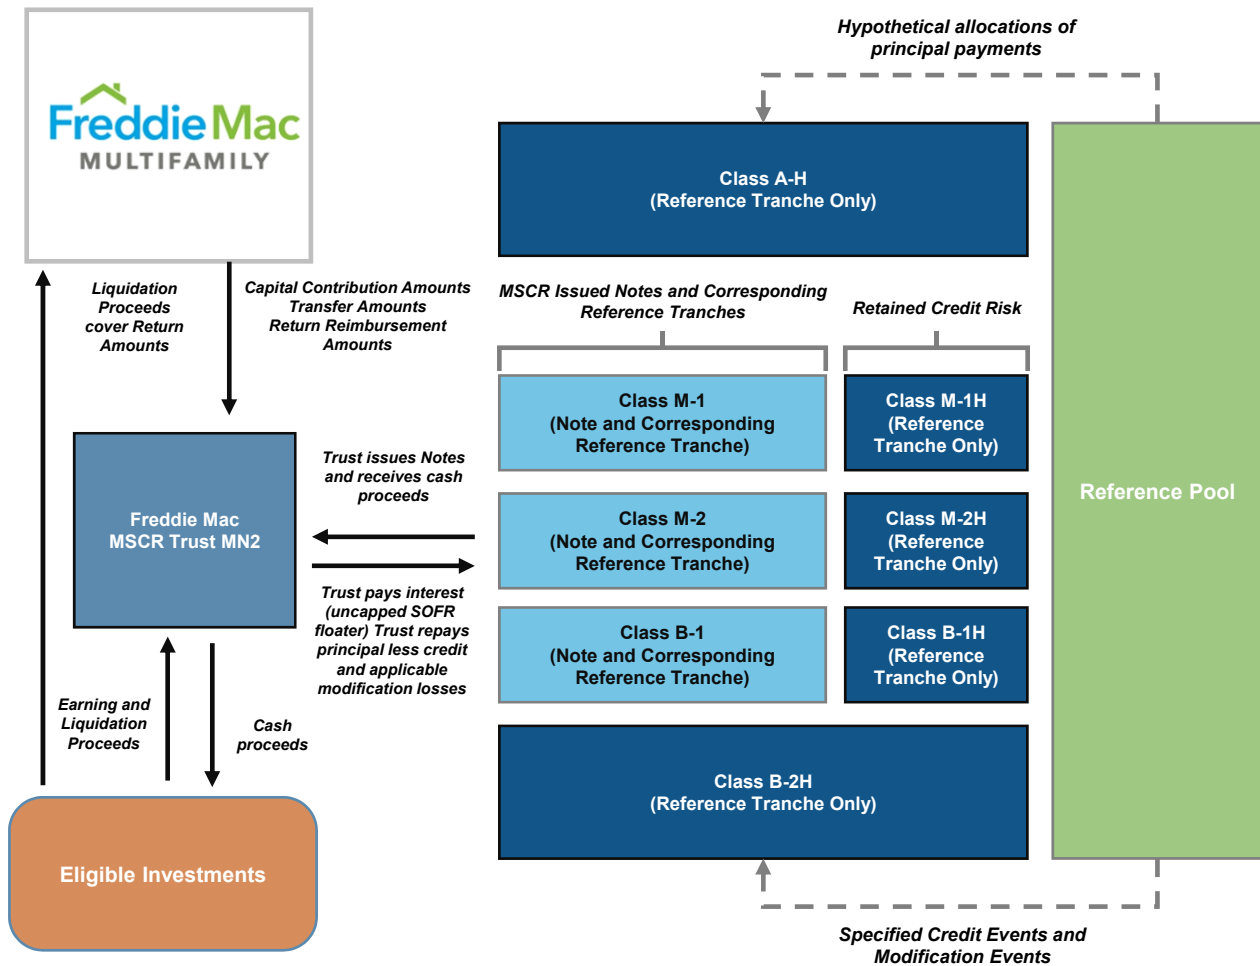 Freddie Mac
MULTIFAMILY
Hypothetical allocations of
principal payments
Class A-H
(Reference Tranche Only)
Liquidation
Proceeds
cover Return
Amounts
Capital Contribution Amounts
Transfer Amounts
Return Reimbursement
Amounts
MSCR Issued Notes and Corresponding
Reference Tranches
Retained Credit Risk
Class M-1
(Note and Corresponding
Reference Tranche)
Class M-1H
(Reference
Tranche Only)
Freddie Mac
MSCR Trust MN2
Trust issues Notes
and receives cash
proceeds
Class M-2
(Note and Corresponding
Reference Tranche)
Class M-2H
(Reference
Tranche Only)
Reference Pool
Trust pays interest
(uncapped SOFR
floater) Trust repays
principal less credit
and applicable
modification losses
Class B-1
(Note and Corresponding
Reference Tranche)
Class B-1H
(Reference
Tranche Only)
Earning and
Liquidation
Proceeds
Cash
proceeds
Class B-2H
(Reference Tranche Only)
Eligible Investments
Specified Credit Events and
Modification Events